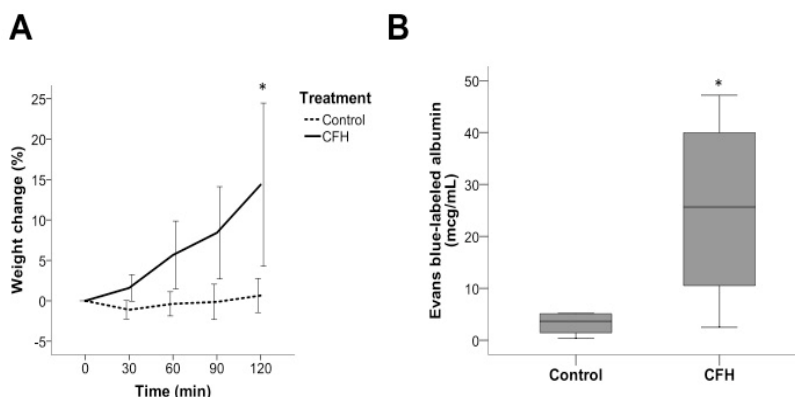 A
Weight change (%)
25
20
15
10
5
0
-5
*
0 30 60 90 120
Time (min)
Treatment
Control
CFH
B
Evans blue-labeled albumin
(mcg/mL)
50
40
30
20
10
0
*
Control CFH